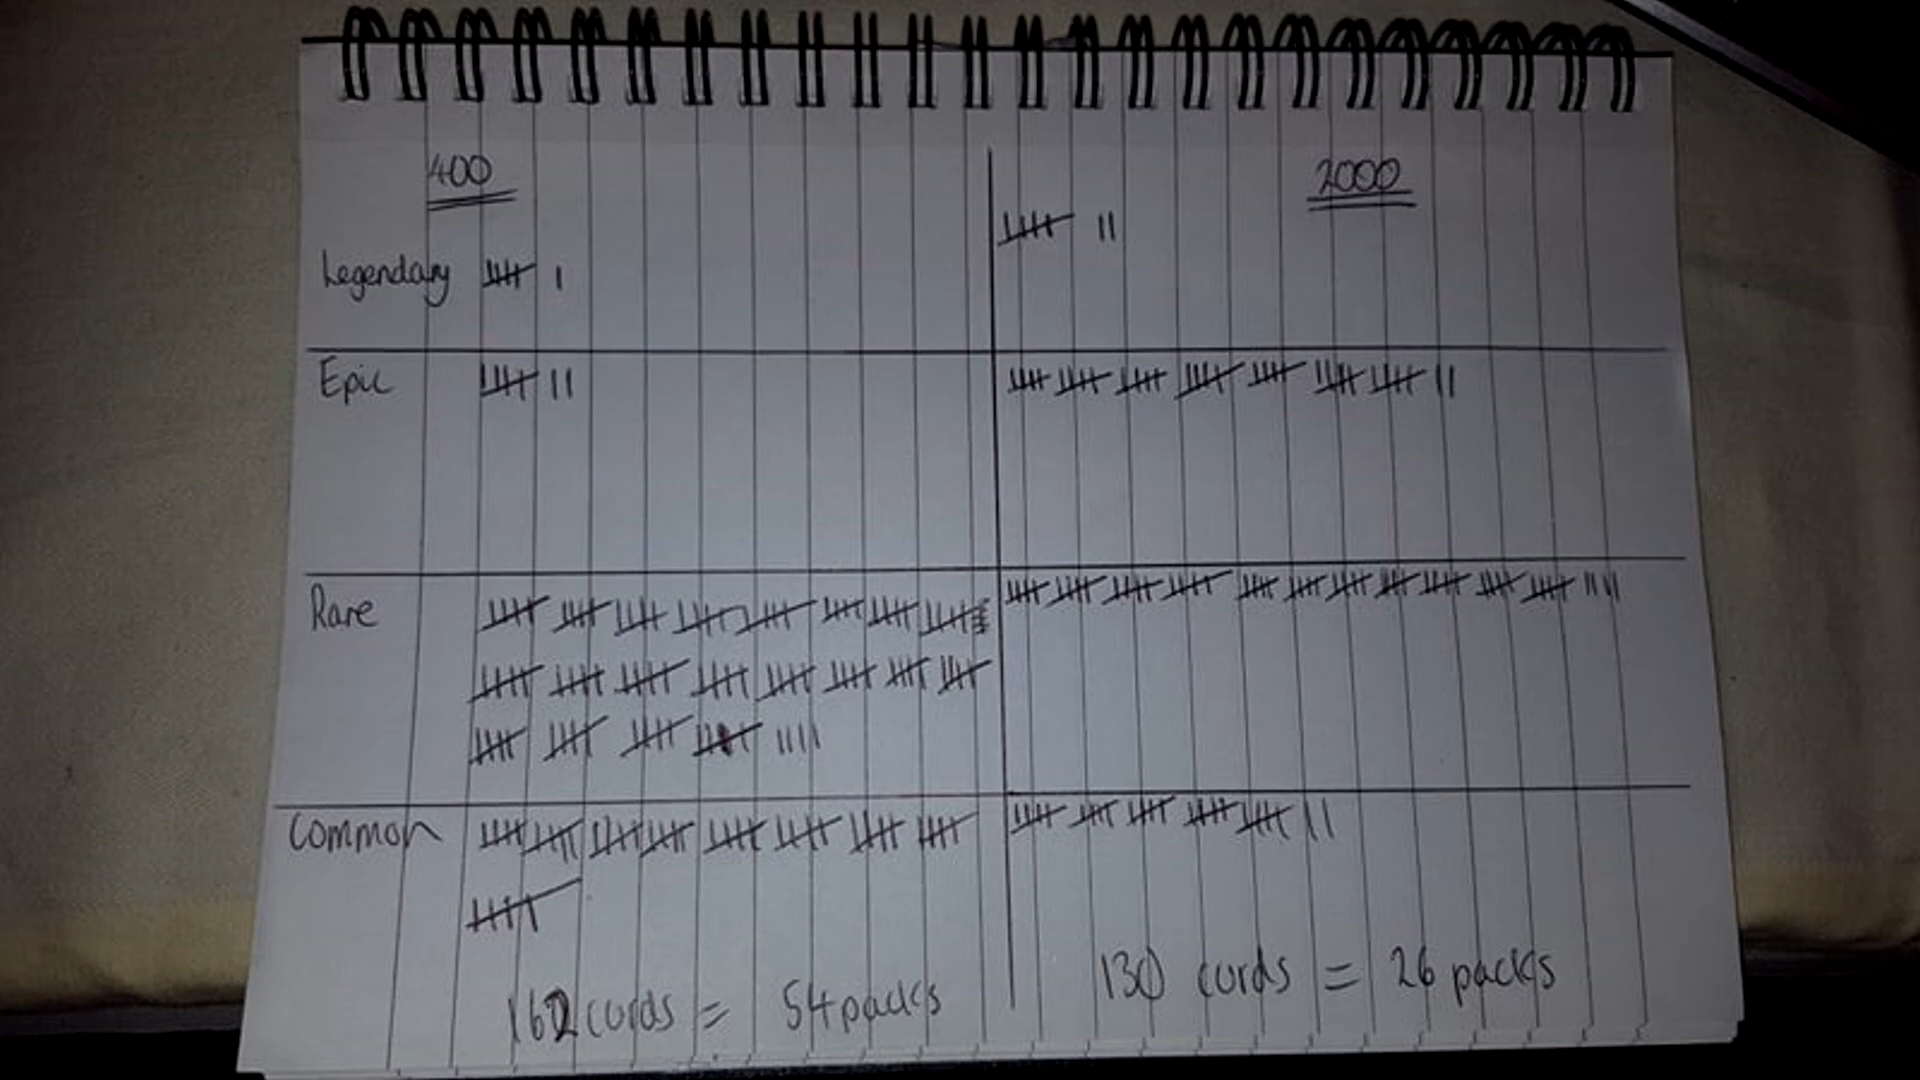 400
2000
Legendary
Epic
Rare
Common
162 cards = 54 packs
130 cards = 26 packs